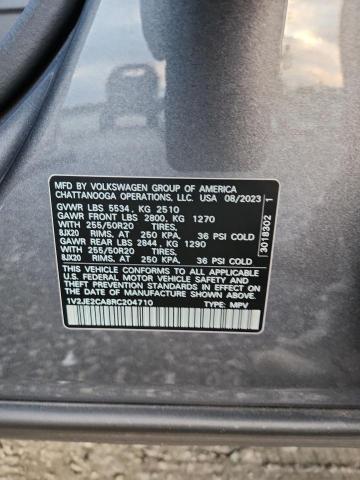 MFD. BY VOLKSWAGEN GROUP OF AMERICA
CHATTANOOGA OPERATIONS, LLC. USA 08/2023
GVWR LBS 5534, KG 2510
GAWR FRONT LBS 2800, KG 1270
WITH 255/50R20
8JX20 RIMS, AT 250 KPA, 36 PSI COLD
GAWR REAR LBS 2844, KG 1290
WITH 255/50R20
8JX20 RIMS, AT 250 KPA, 36 PSI COLD
THIS VEHICLE CONFORMS TO ALL APPLICABLE
U.S. FEDERAL MOTOR VEHICLE SAFETY AND
THEFT PREVENTION STANDARDS IN EFFECT ON
THE DATE OF MANUFACTURE SHOWN ABOVE.
1V2JE2CA8RC204710 TYPE: MPV
3018302 1